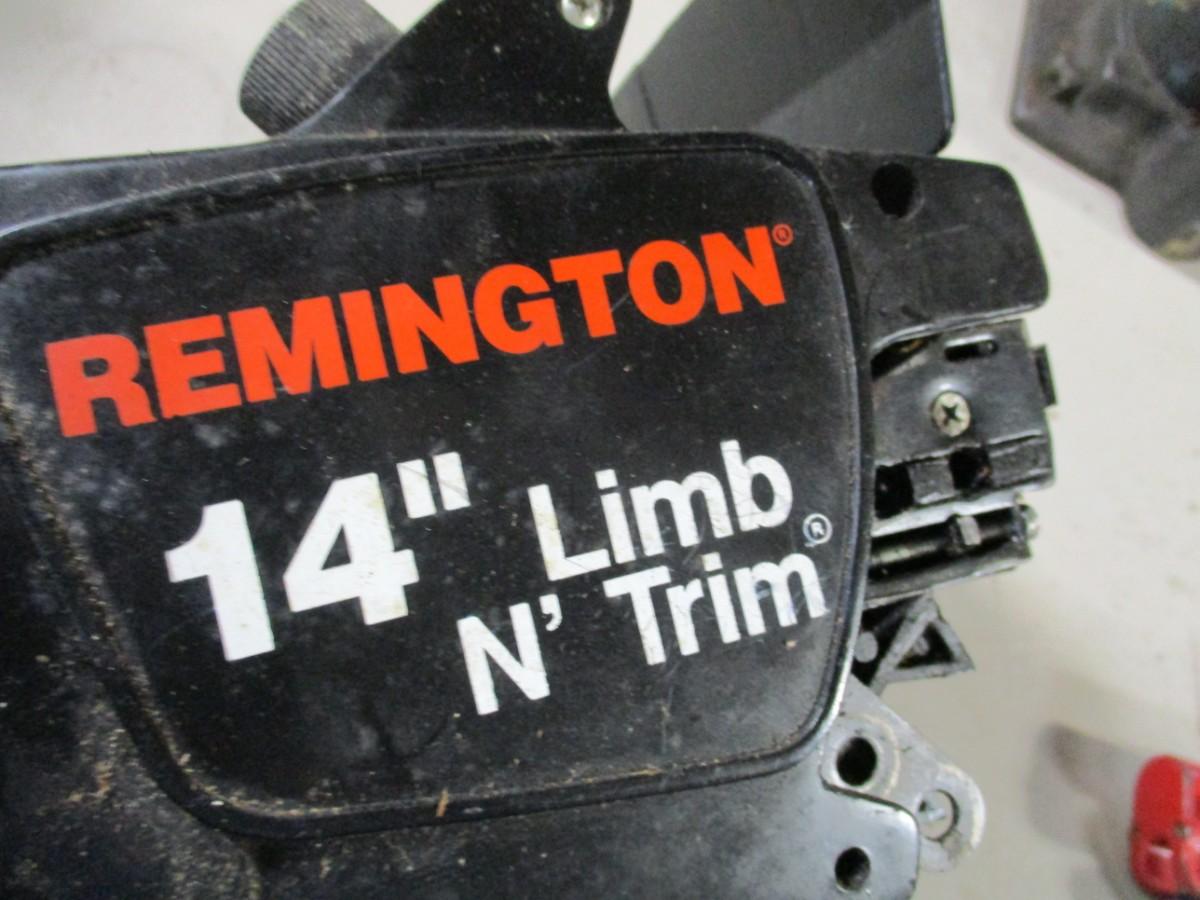 REMINGTON®
14" Limb
N' Trim®